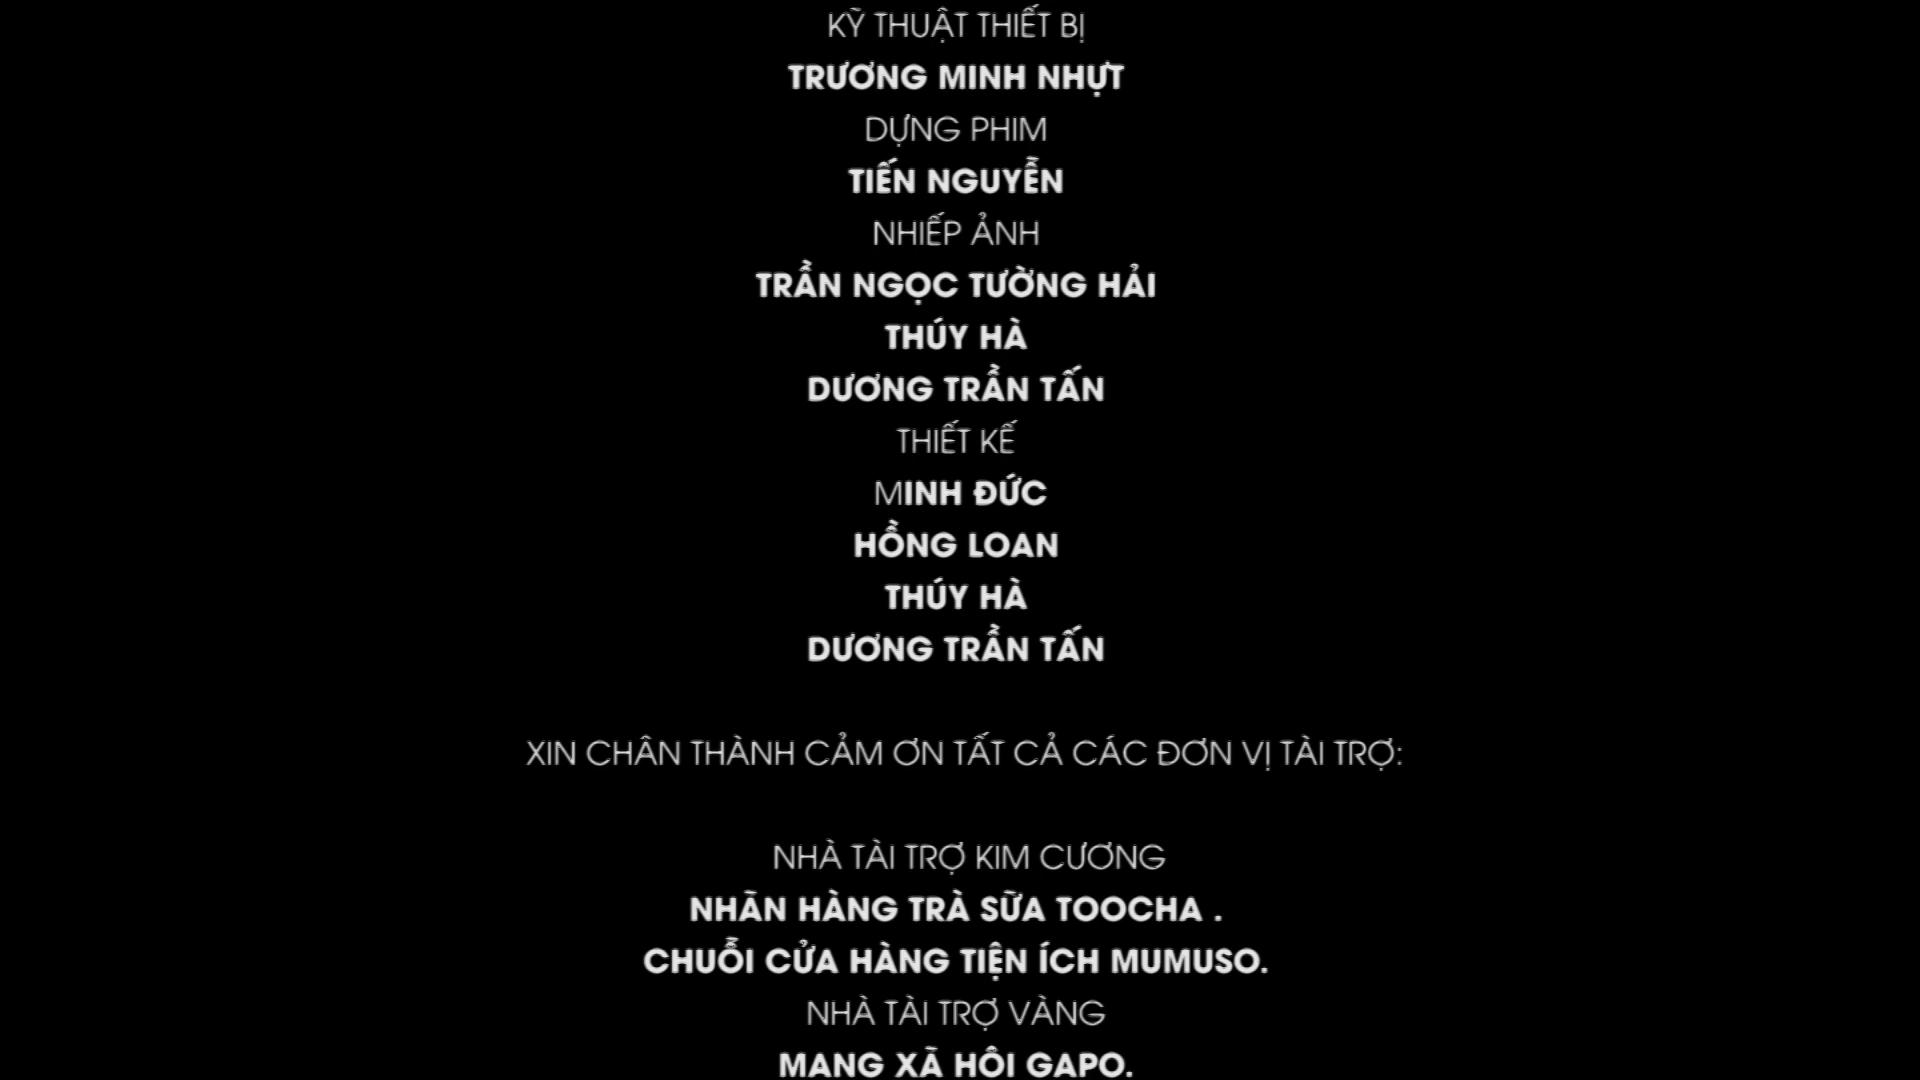 KỸ THUẬT THIẾT BỊ
TRƯƠNG MINH NHỰT
DỰNG PHIM
TIẾN NGUYỄN
NHIẾP ẢNH
TRẦN NGỌC TƯỜNG HẢI
THÚY HÀ
DƯƠNG TRẦN TẤN
THIẾT KẾ
MINH ĐỨC
HỒNG LOAN
THÚY HÀ
DƯƠNG TRẦN TẤN
XIN CHÂN THÀNH CẢM ƠN TẤT CẢ CÁC ĐƠN VỊ TÀI TRỢ:
NHÀ TÀI TRỢ KIM CƯƠNG
NHÃN HÀNG TRÀ SỮA TOOCHA .
CHUỖI CỬA HÀNG TIỆN ÍCH MUMUSO.
NHÀ TÀI TRỢ VÀNG
MẠNG XÃ HỘI GAPO.